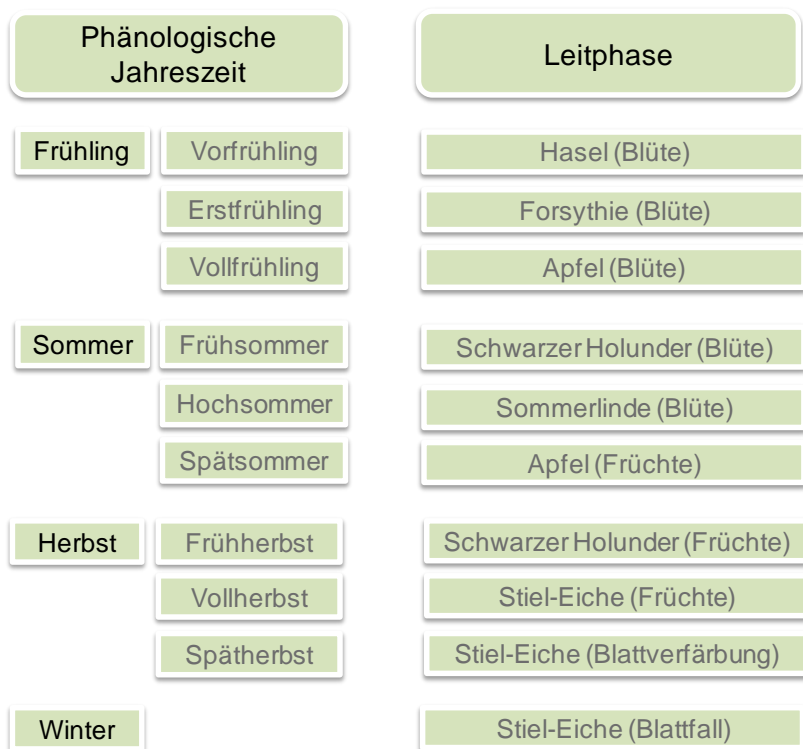 Phänologische
Jahreszeit
Leitphase
Frühling Vorfrühling Hasel (Blüte)
Erstfrühling Forsythie (Blüte)
Vollfrühling Apfel (Blüte)
Sommer Frühsommer Schwarzer Holunder (Blüte)
Hochsommer Sommerlinde (Blüte)
Spätsommer Apfel (Früchte)
Herbst Frühherbst Schwarzer Holunder (Früchte)
Vollherbst Stiel-Eiche (Früchte)
Spätherbst Stiel-Eiche (Blattverfärbung)
Winter Stiel-Eiche (Blattfall)